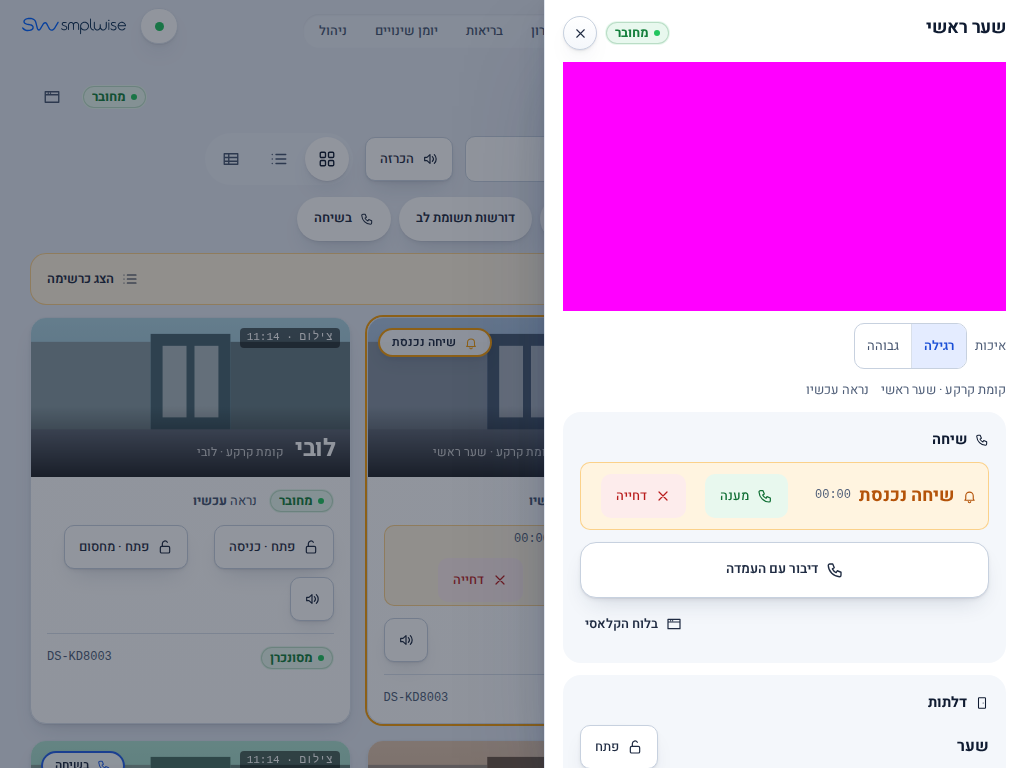 שער ראשי
מחובר
איכות
רגילה
גבוהה
קומת קרקע · שער ראשי נראה עכשיו
שיחה
שיחה נכנסת 00:00
מענה
דחייה
דיבור עם העמדה
בלוח הקלאסי
דלתות
שער
פתח
smplwise
בריאות
יומן שינויים
ניהול
מחובר
הכרזה
דורשות תשומת לב
בשיחה
הצג כרשימה
שיחה נכנסת
קומת קרקע · שער ראשי
דחייה
DS-KD8003
צילום · 11:14
לובי
קומת קרקע · לובי
מחובר
נראה עכשיו
פתח · כניסה
פתח · מחסום
מסונכרן
DS-KD8003
צילום · 11:14
בשיחה